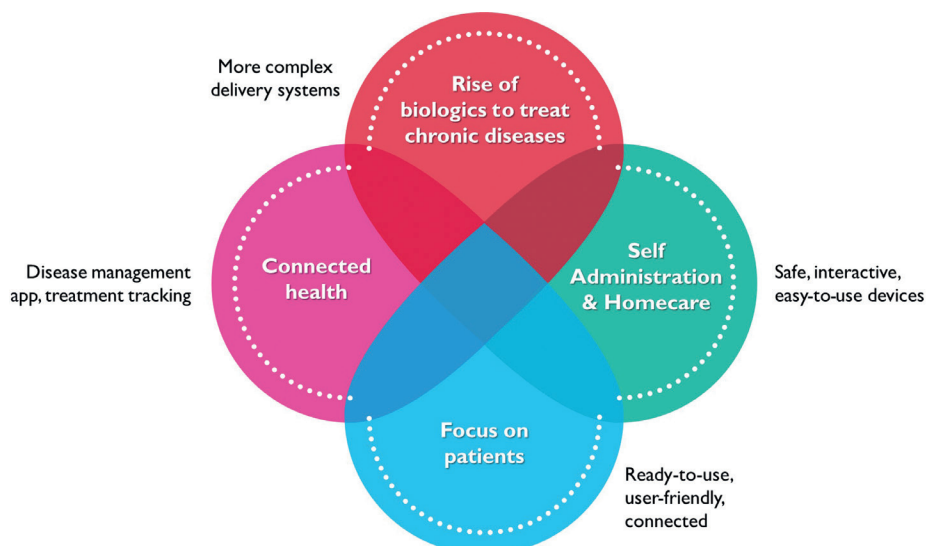 More complex
delivery systems
Rise of
biologics to treat
chronic diseases
Connected
health
Disease management
app, treatment tracking
Self
Administration
& Homecare
Safe, interactive,
easy-to-use devices
Focus on
patients
Ready-to-use,
user-friendly,
connected